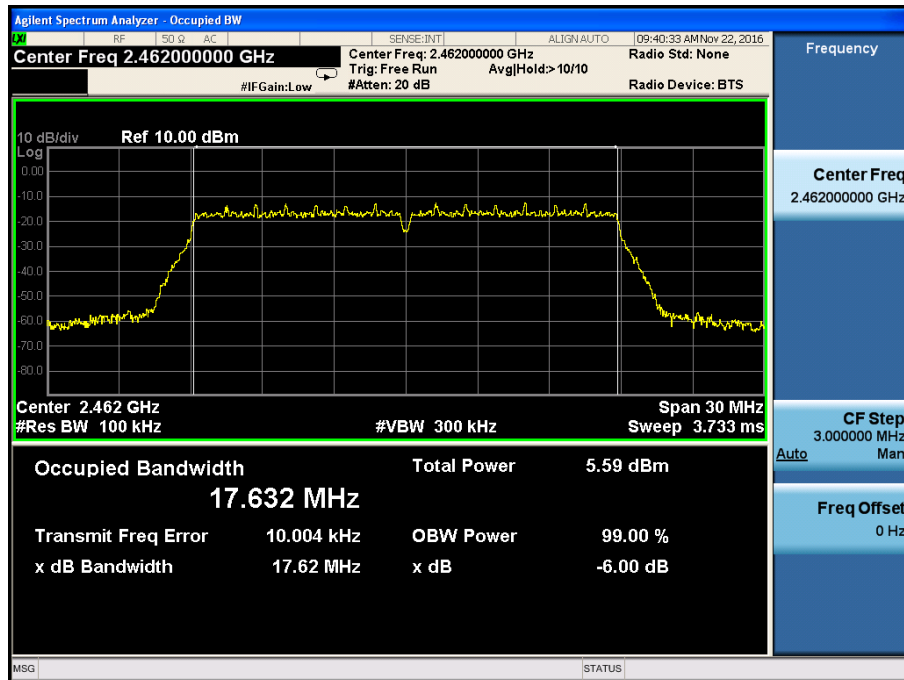 Agilent Spectrum Analyzer - Occupied BW
LXI RF 50 Ω AC SENSE:INT ALIGN AUTO 09:40:33 AM Nov 22, 2016
Center Freq 2.462000000 GHz
Center Freq: 2.462000000 GHz
Radio Std: None
Trig: Free Run Avg|Hold:>10/10
#IFGain:Low
#Atten: 20 dB
Radio Device: BTS
10 dB/div Ref 10.00 dBm
Log
0.00
-10.0
-20.0
-30.0
-40.0
-50.0
-60.0
-70.0
-80.0
Center 2.462 GHz Span 30 MHz
#Res BW 100 kHz #VBW 300 kHz Sweep 3.733 ms
Occupied Bandwidth Total Power 5.59 dBm
17.632 MHz
Transmit Freq Error 10.004 kHz OBW Power 99.00 %
x dB Bandwidth 17.62 MHz x dB -6.00 dB
MSG STATUS
Frequency
Center Freq
2.462000000 GHz
CF Step
3.000000 MHz
Auto Man
Freq Offset
0 Hz